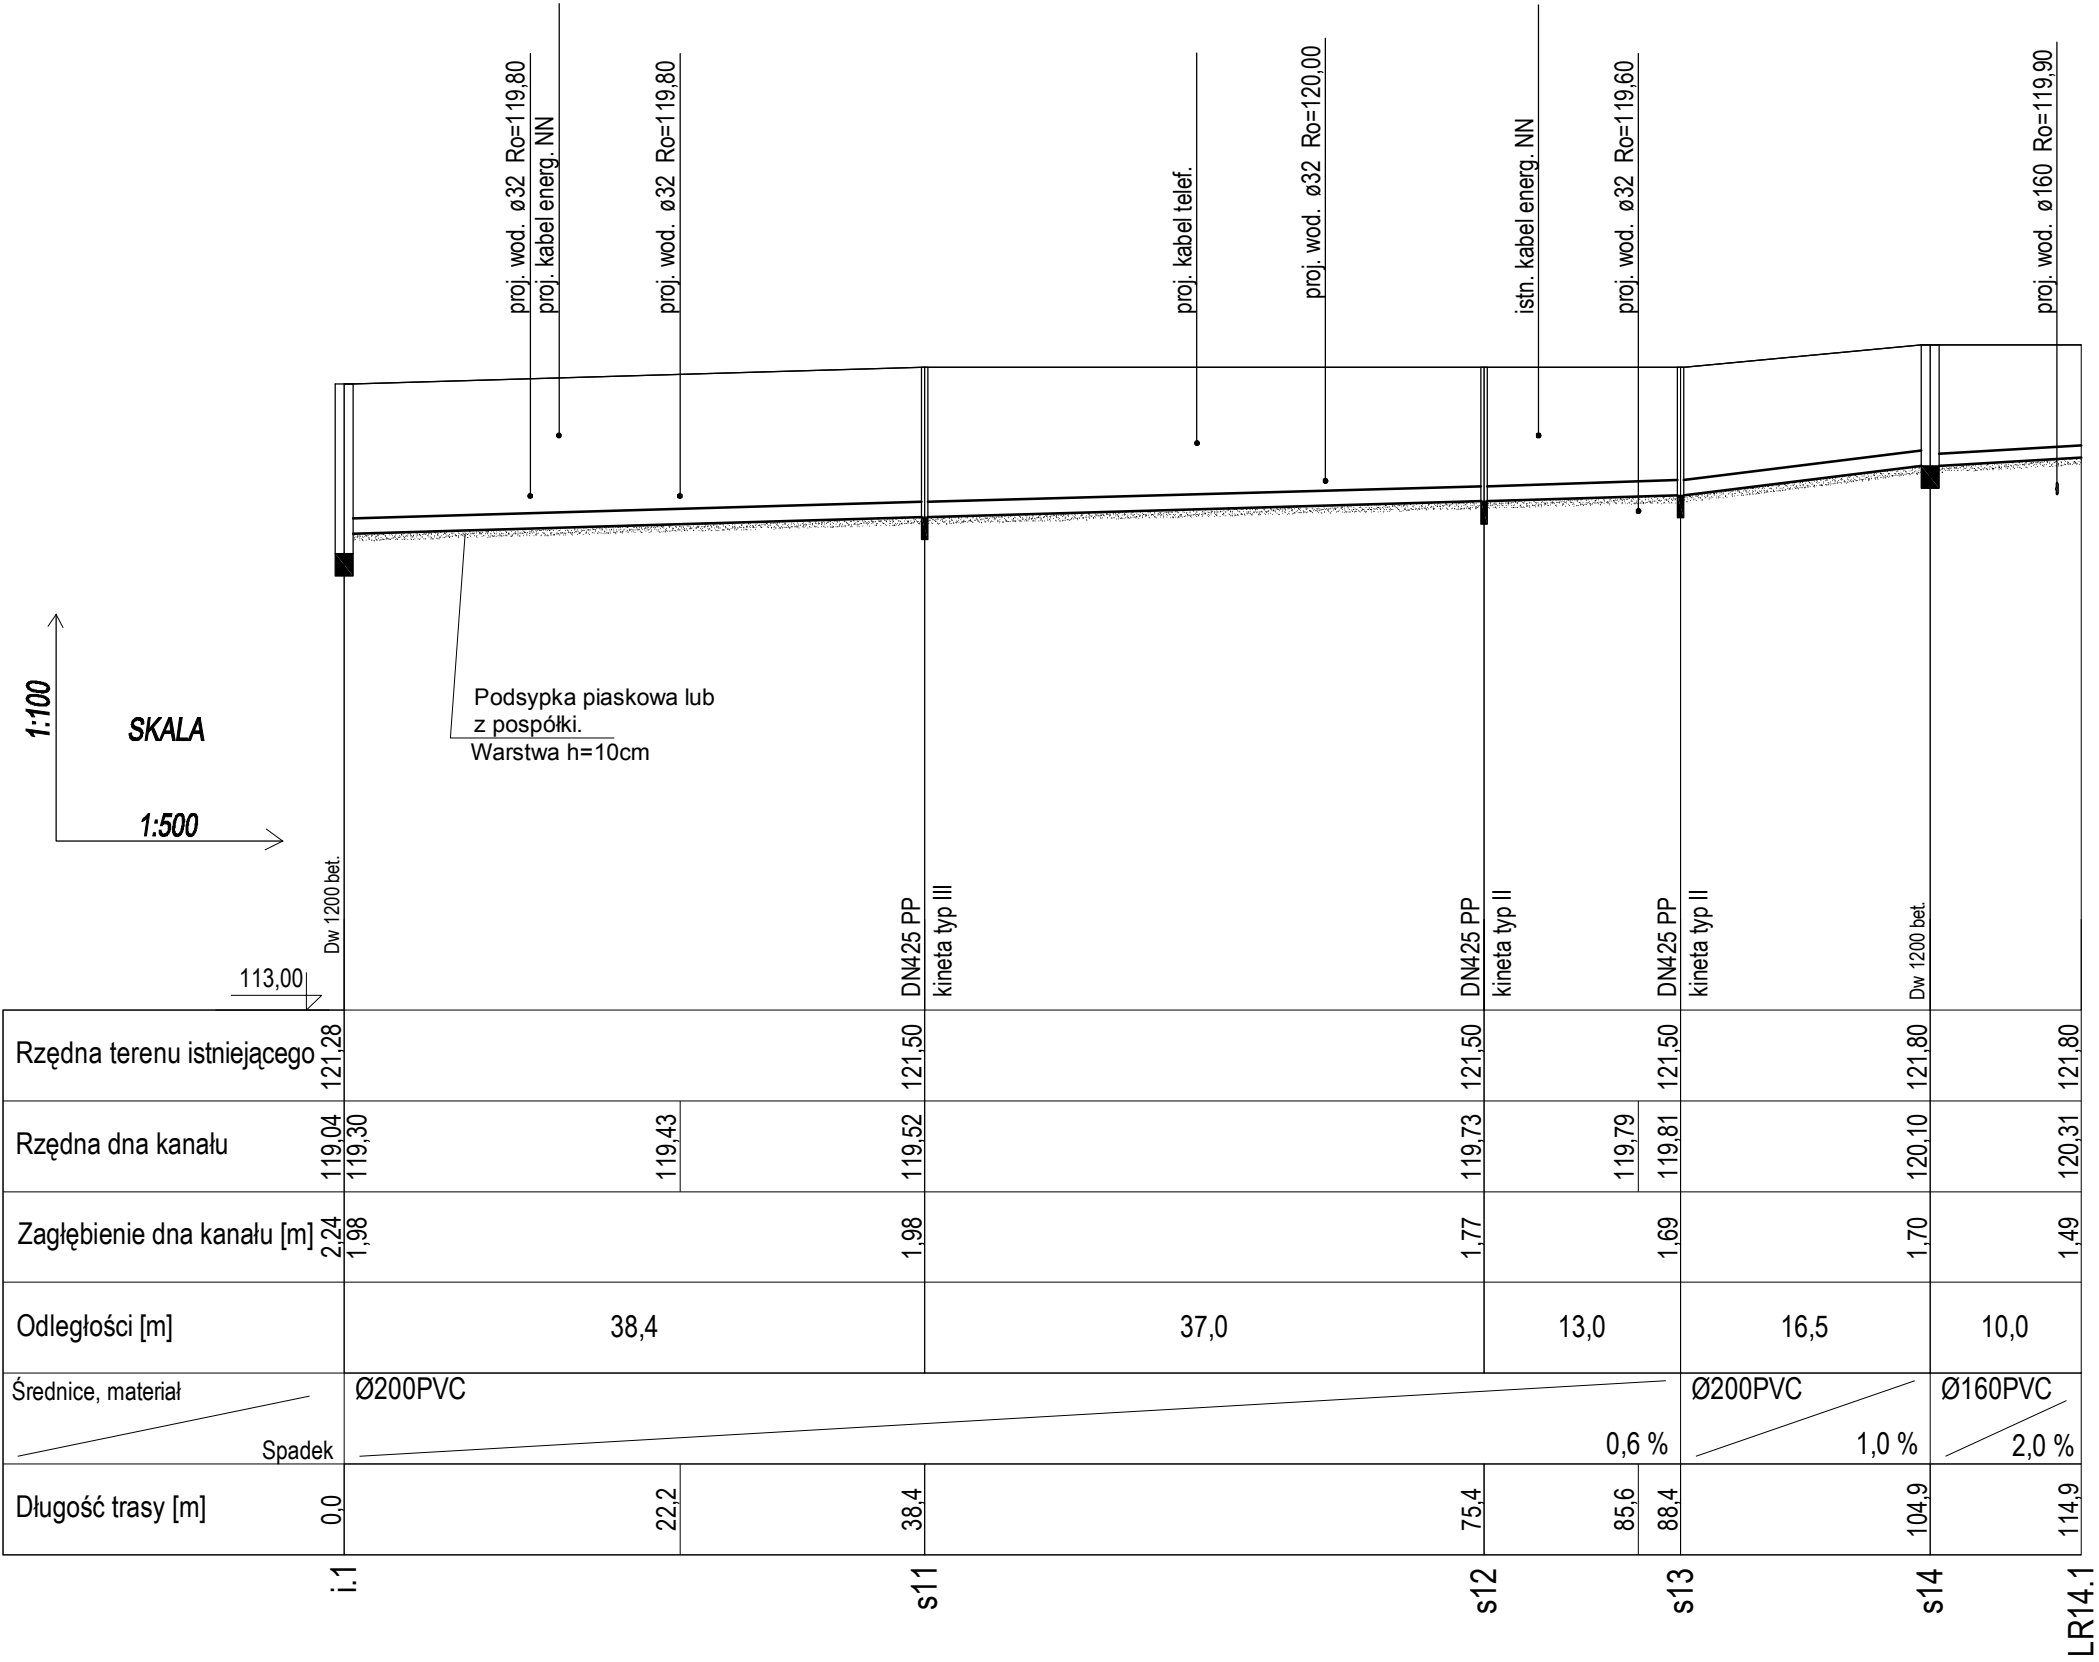 proj. wod. ø32 Ro=119,80
proj. kabel energ. NN
proj. wod. ø32 Ro=119,80
proj. kabel telef.
proj. wod. ø32 Ro=120,00
istn. kabel energ. NN
proj. wod. ø32 Ro=119,60
proj. wod. ø160 Ro=119,90
Podsypka piaskowa lub
z pospółki.
Warstwa h=10cm
1:100
SKALA
1:500
Dw 1200 bet.
DN425 PP
kineta typ III
DN425 PP
kineta typ II
DN425 PP
kineta typ II
Dw 1200 bet.
113,00
Rzędna terenu istniejącego 121,28 121,50 121,50 121,50 121,80 121,80
Rzędna dna kanału 119,04 119,30 119,43 119,52 119,73 119,79 119,81 120,10 120,31
Zagłębienie dna kanału [m] 2,24 1,98 1,98 1,77 1,69 1,70 1,49
Odległości [m] 38,4 37,0 13,0 16,5 10,0
Średnice, materiał Ø200PVC Ø200PVC Ø160PVC
Spadek 0,6 % 1,0 % 2,0 %
Długość trasy [m] 0,0 22,2 38,4 75,4 85,6 88,4 104,9 114,9
i.1 s11 s12 s13 s14 LR14.1